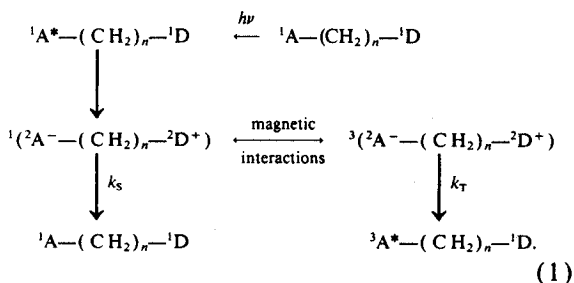 hν
¹A*—(CH₂)ₙ—¹D ← ¹A—(CH₂)ₙ—¹D
¹(²A⁻—(CH₂)ₙ—²D⁺) magnetic interactions ³(²A⁻—(CH₂)ₙ—²D⁺)
k_S k_T
¹A—(CH₂)ₙ—¹D ³A*—(CH₂)ₙ—¹D.
(1)